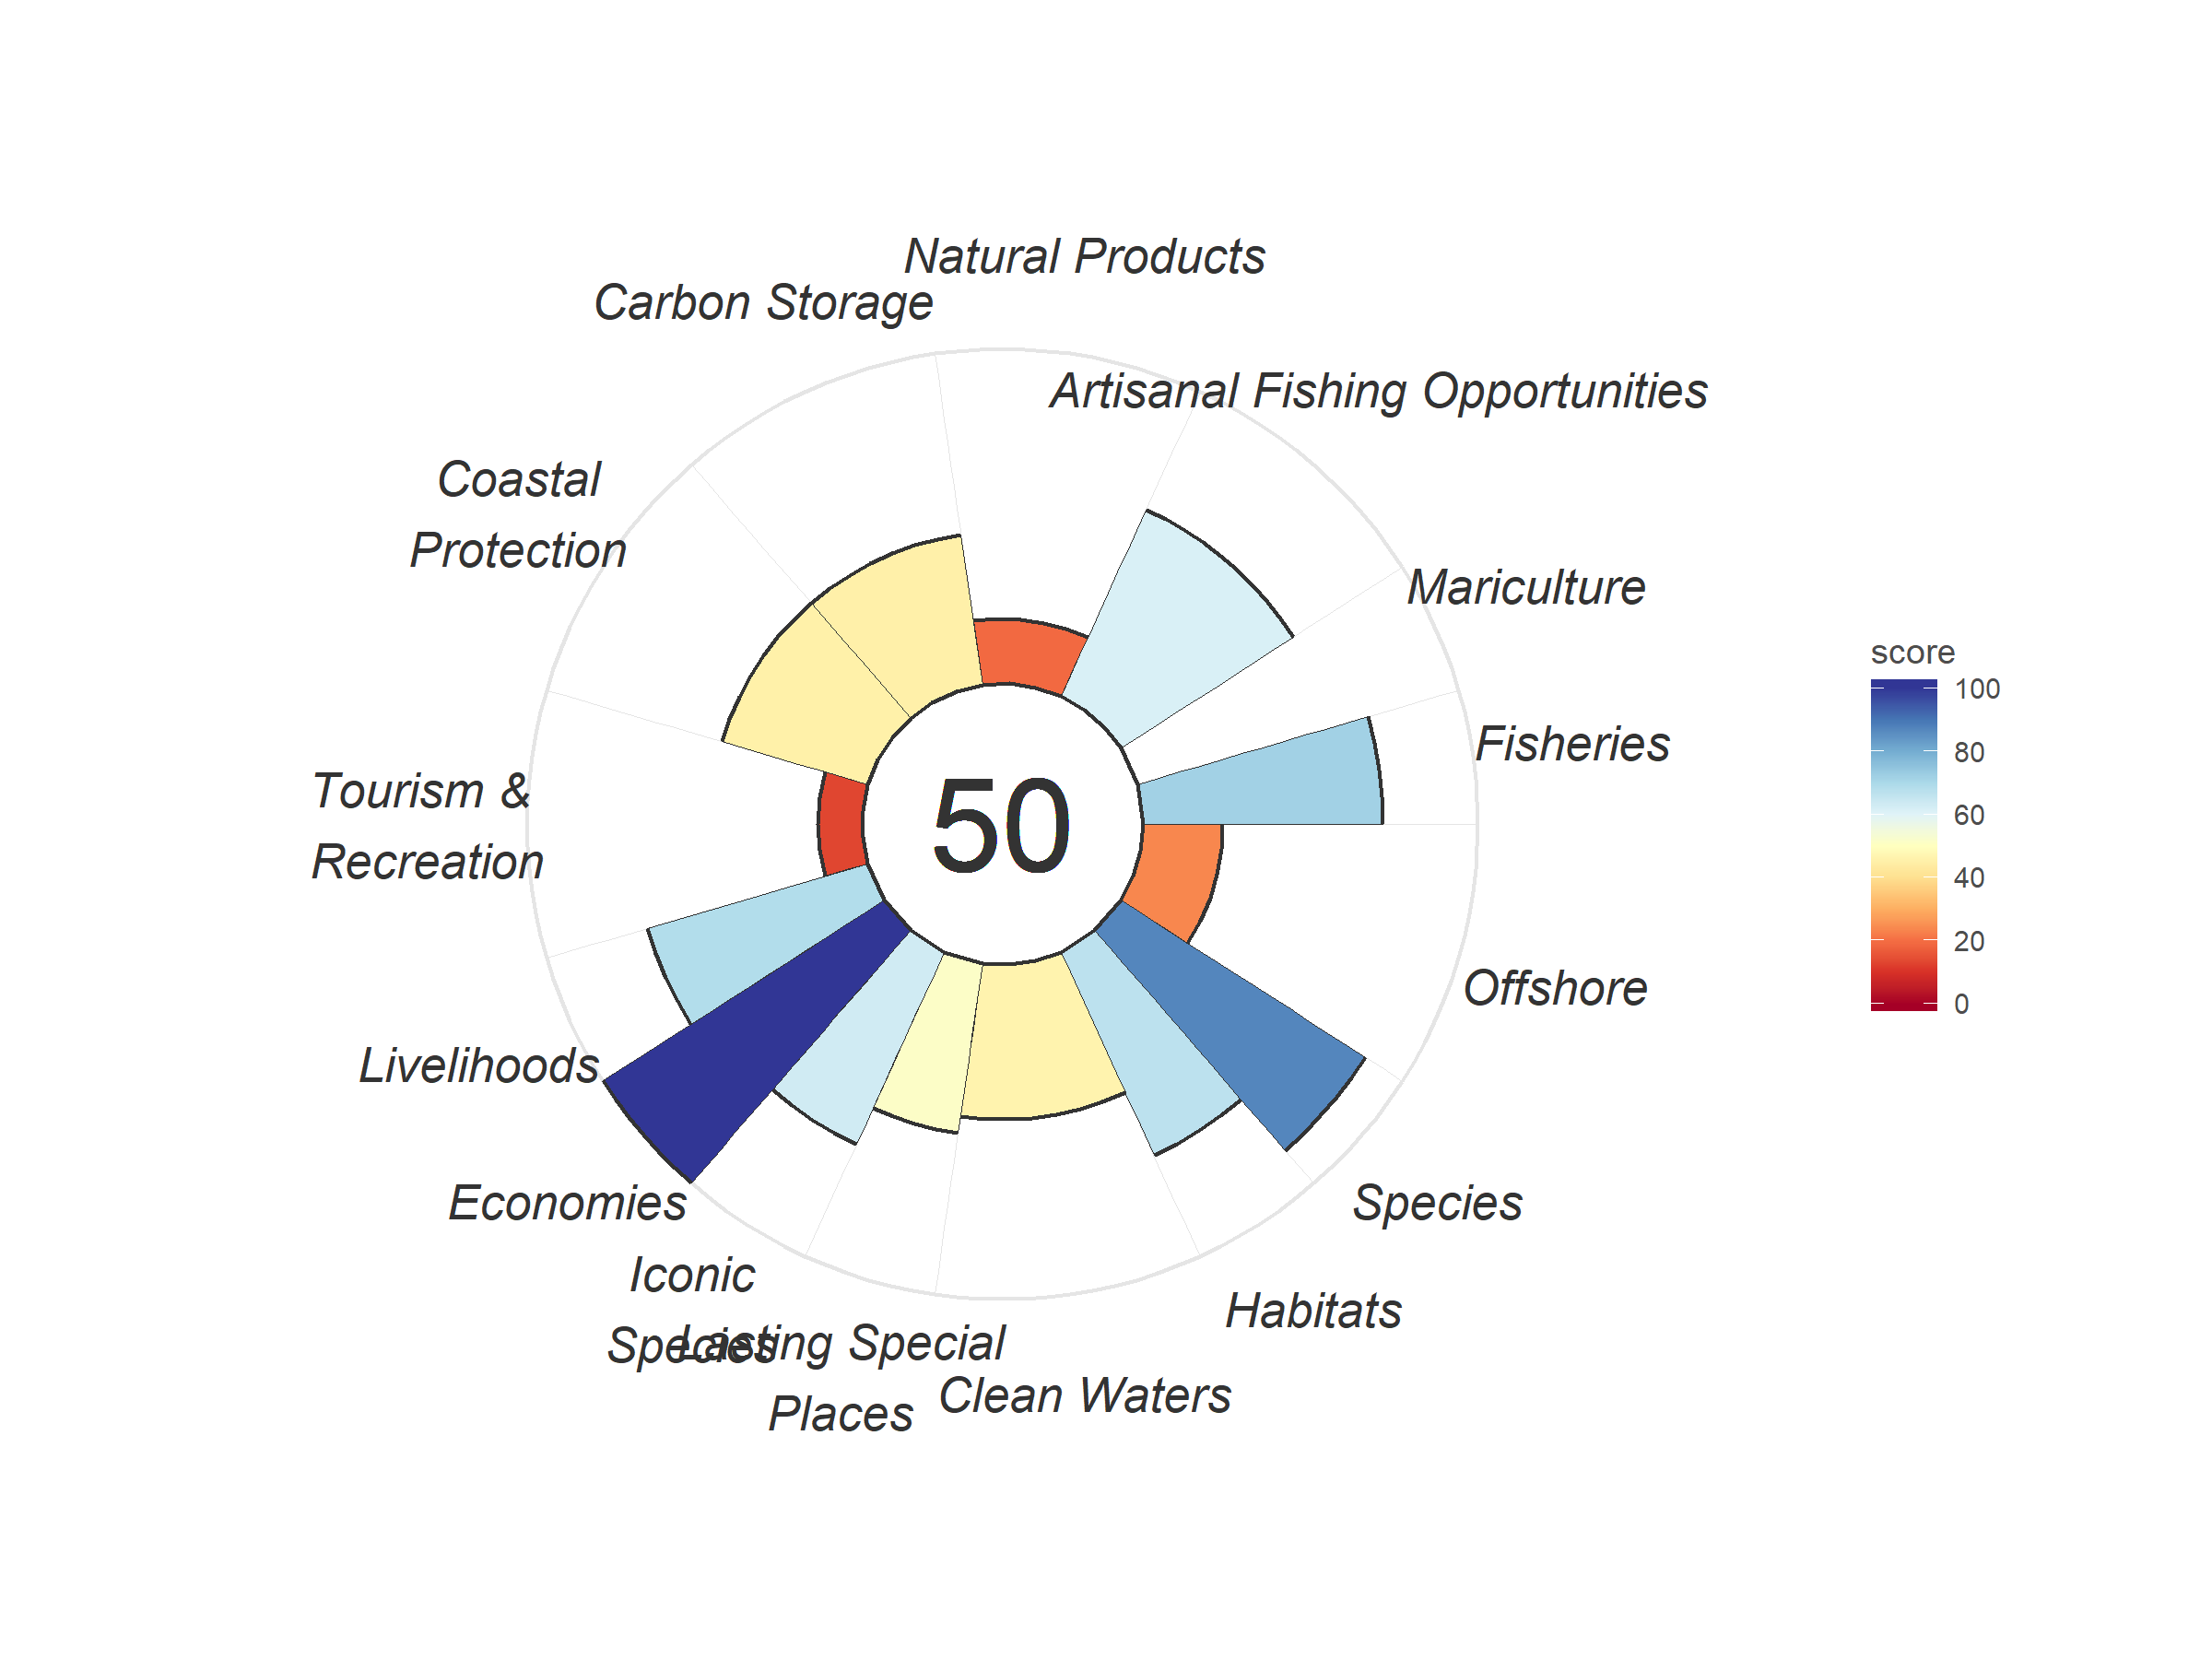 Natural Products
Carbon Storage
Artisanal Fishing Opportunities
Coastal
Protection
Mariculture
Fisheries
Tourism &
Recreation
50
Offshore
Livelihoods
Economies
Species
Iconic
Species
Habitats
Lasting Special
Places
Clean Waters
score
100
80
60
40
20
0